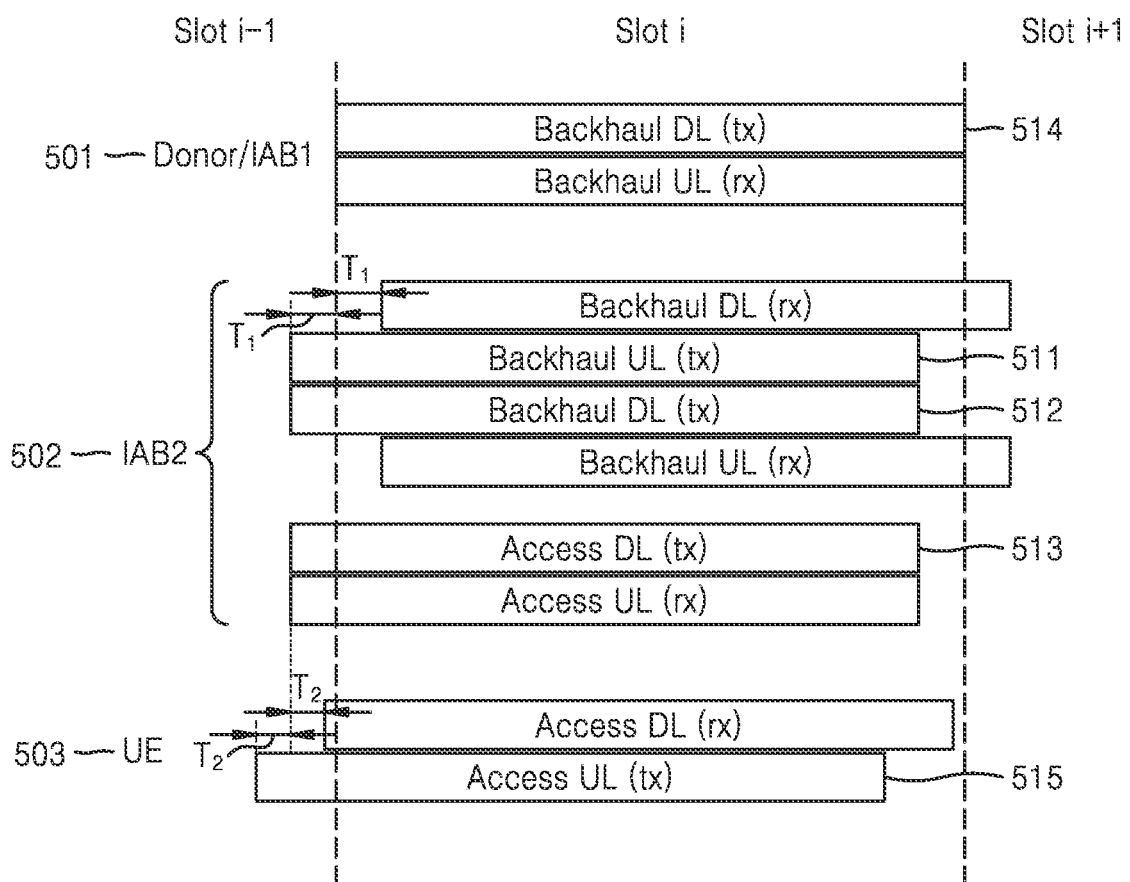 Slot i-1 Slot i Slot i+1
Backhaul DL (tx) 514
501 Donor/IAB1
Backhaul UL (rx)
T1
Backhaul DL (rx)
T1
Backhaul UL (tx) 511
Backhaul DL (tx) 512
502 IAB2
Backhaul UL (rx)
Access DL (tx) 513
Access UL (rx)
T2
Access DL (rx)
503 UE T2
Access UL (tx) 515